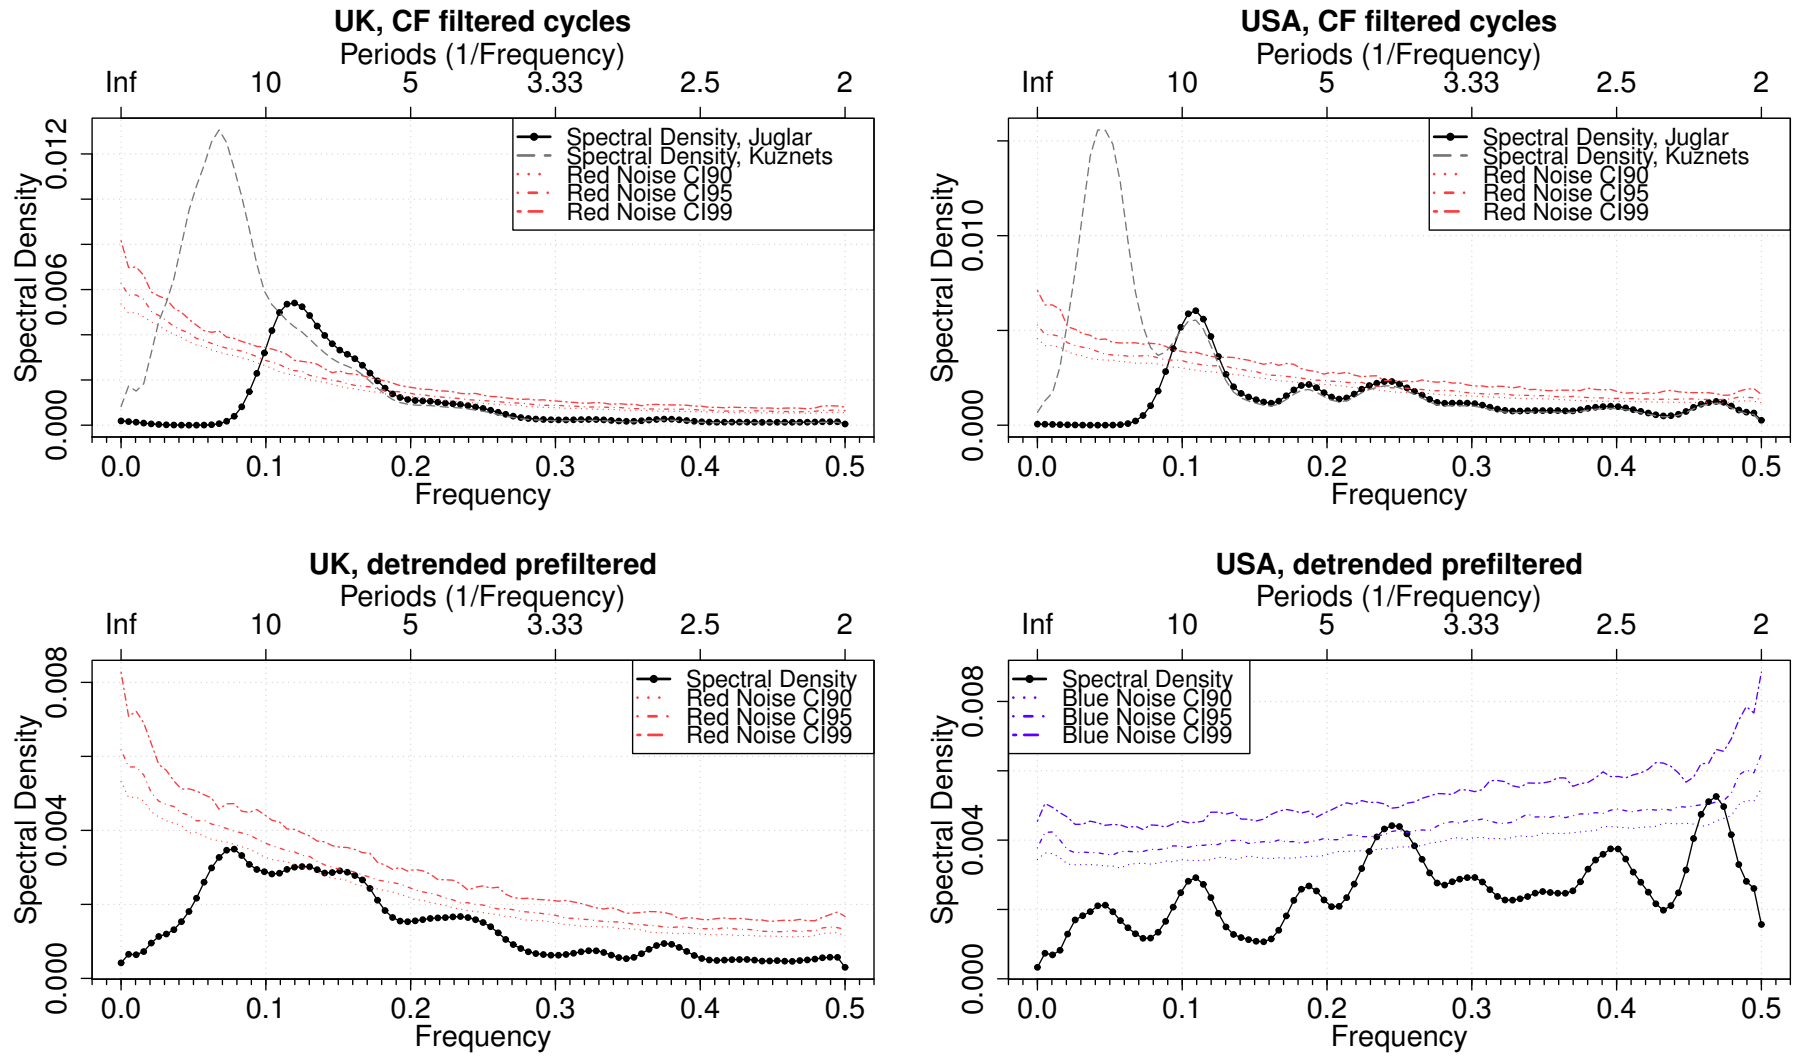 UK, CF filtered cycles
Periods (1/Frequency)
Inf 10 5 3.33 2.5 2
Spectral Density
0.000 0.006 0.012
Spectral Density, Juglar
Spectral Density, Kuznets
Red Noise CI90
Red Noise CI95
Red Noise CI99
0.0 0.1 0.2 0.3 0.4 0.5
Frequency
USA, CF filtered cycles
Periods (1/Frequency)
Inf 10 5 3.33 2.5 2
Spectral Density
0.000 0.010
Spectral Density, Juglar
Spectral Density, Kuznets
Red Noise CI90
Red Noise CI95
Red Noise CI99
0.0 0.1 0.2 0.3 0.4 0.5
Frequency
UK, detrended prefiltered
Periods (1/Frequency)
Inf 10 5 3.33 2.5 2
Spectral Density
0.000 0.004 0.008
Spectral Density
Red Noise CI90
Red Noise CI95
Red Noise CI99
0.0 0.1 0.2 0.3 0.4 0.5
Frequency
USA, detrended prefiltered
Periods (1/Frequency)
Inf 10 5 3.33 2.5 2
Spectral Density
0.000 0.004 0.008
Spectral Density
Blue Noise CI90
Blue Noise CI95
Blue Noise CI99
0.0 0.1 0.2 0.3 0.4 0.5
Frequency